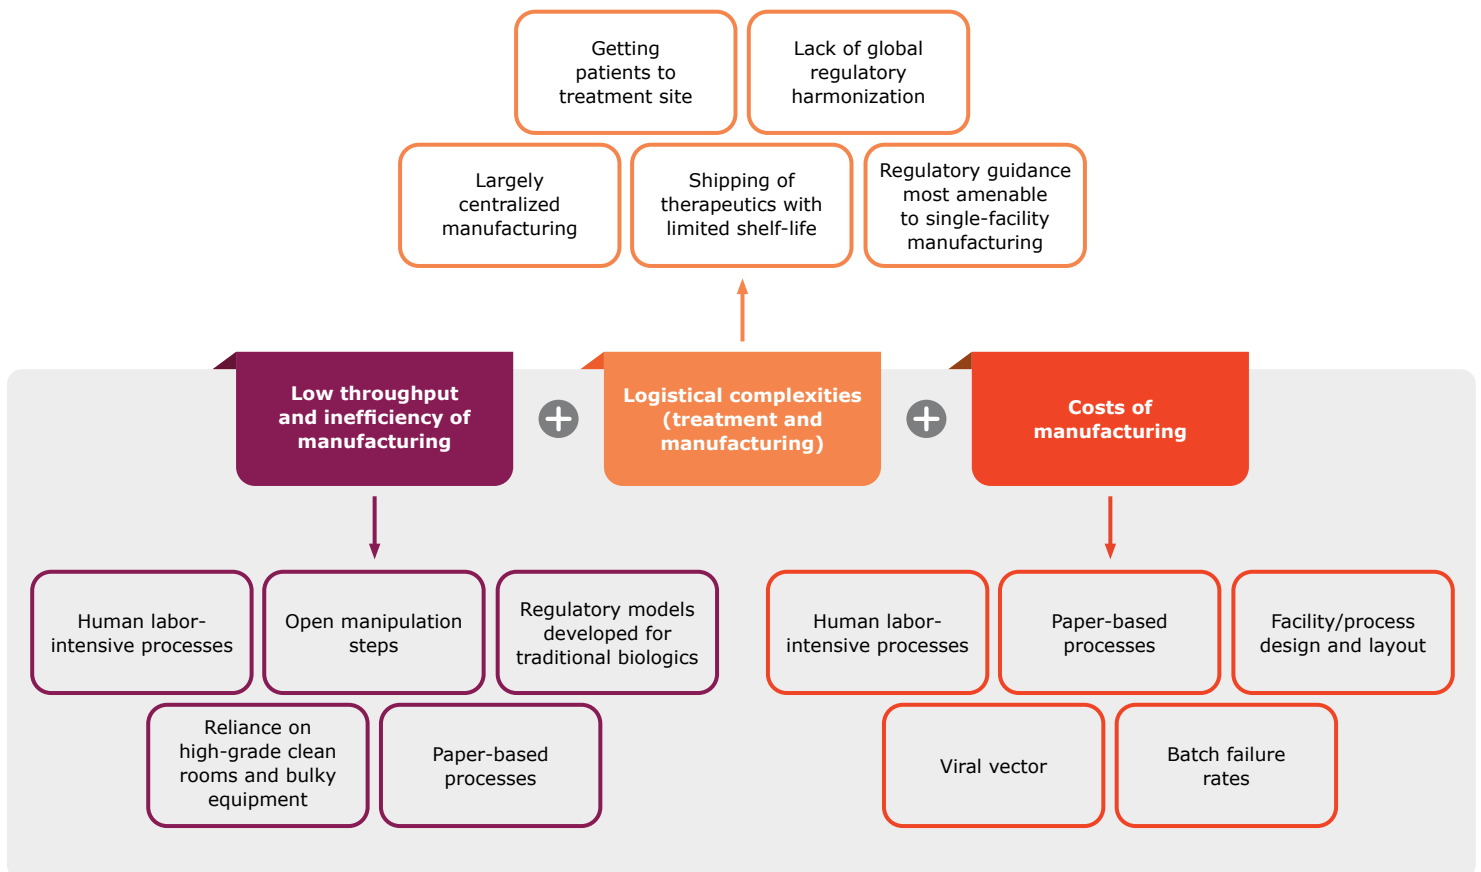 Getting
patients to
treatment site
Lack of global
regulatory
harmonization
Largely
centralized
manufacturing
Shipping of
therapeutics with
limited shelf-life
Regulatory guidance
most amenable
to single-facility
manufacturing
Low throughput
and inefficiency of
manufacturing
Logistical complexities
(treatment and
manufacturing)
Costs of
manufacturing
Human labor-
intensive processes
Open manipulation
steps
Regulatory models
developed for
traditional biologics
Reliance on
high-grade clean
rooms and bulky
equipment
Paper-based
processes
Human labor-
intensive processes
Paper-based
processes
Facility/process
design and layout
Viral vector
Batch failure
rates